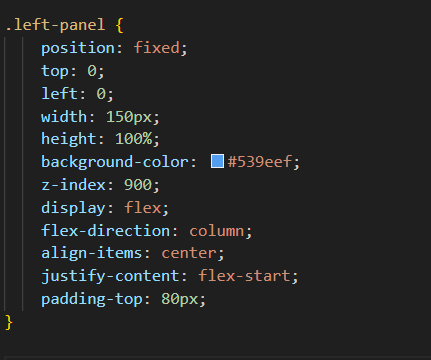 .left-panel {
    position: fixed;
    top: 0;
    left: 0;
    width: 150px;
    height: 100%;
    background-color: #539eef;
    z-index: 900;
    display: flex;
    flex-direction: column;
    align-items: center;
    justify-content: flex-start;
    padding-top: 80px;
}